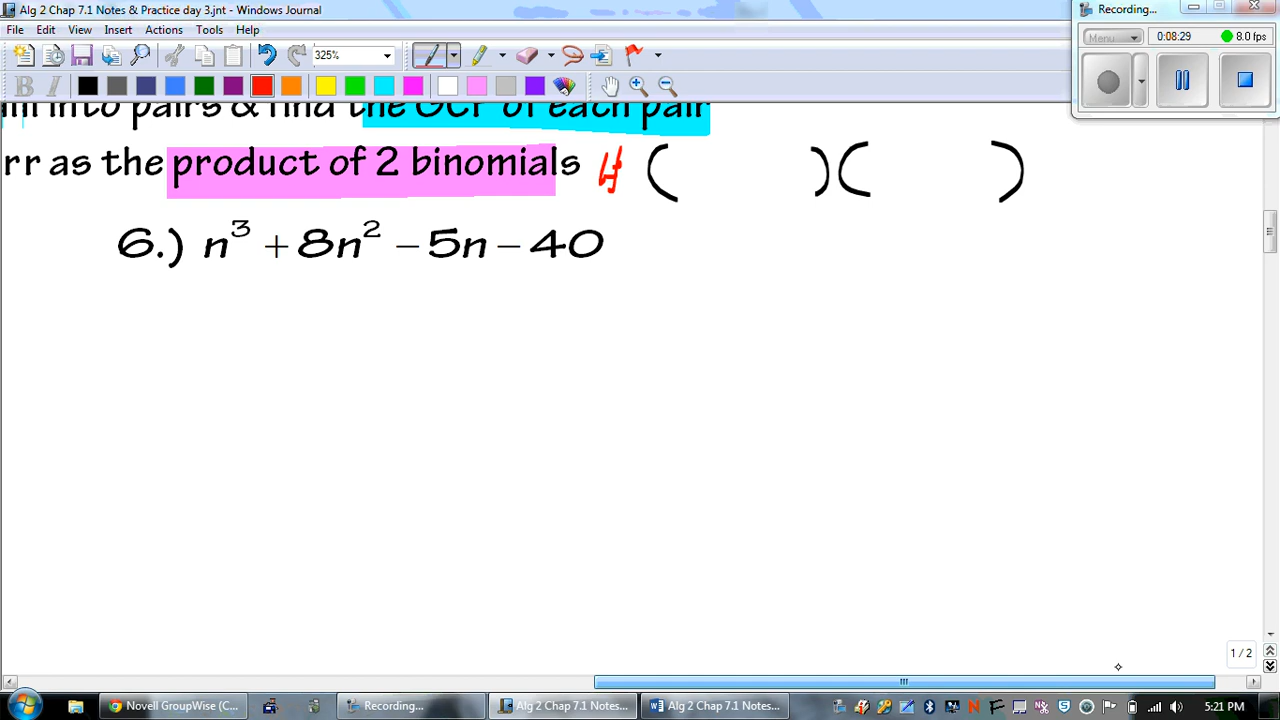 Alg 2 Chap 7.1 Notes & Practice day 3.jnt - Windows Journal
Recording...
File Edit View Insert Actions Tools Help
Menu 0:08:29 8.0 fps
325%
B I
into pairs & find the GCF of each pair
rr as the product of 2 binomials ( )( )
6.) n³ + 8n² − 5n − 40
1 / 2
Novell GroupWise (C... Recording... Alg 2 Chap 7.1 Notes... Alg 2 Chap 7.1 Notes... 5:21 PM